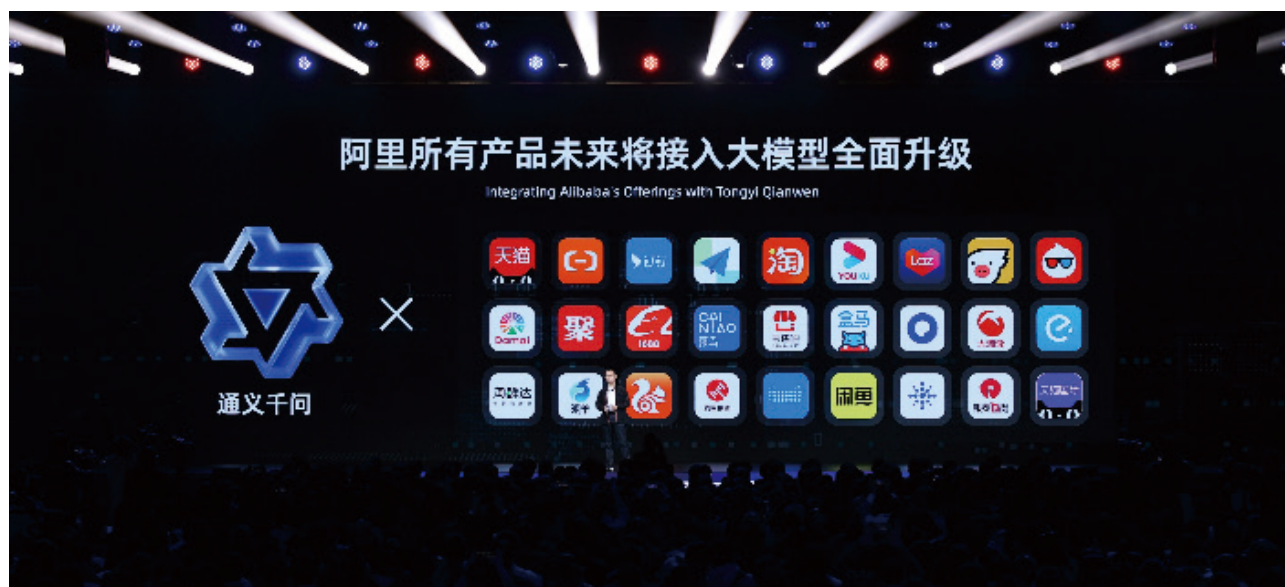 阿里所有产品未来将接入大模型全面升级
Integrating Alibaba's Offerings with Tongyi Qianwen
天猫
淘
YOUKU
Laz
Damai
聚
1688
CAI
NIAO
盒马
闲鱼
通义千问